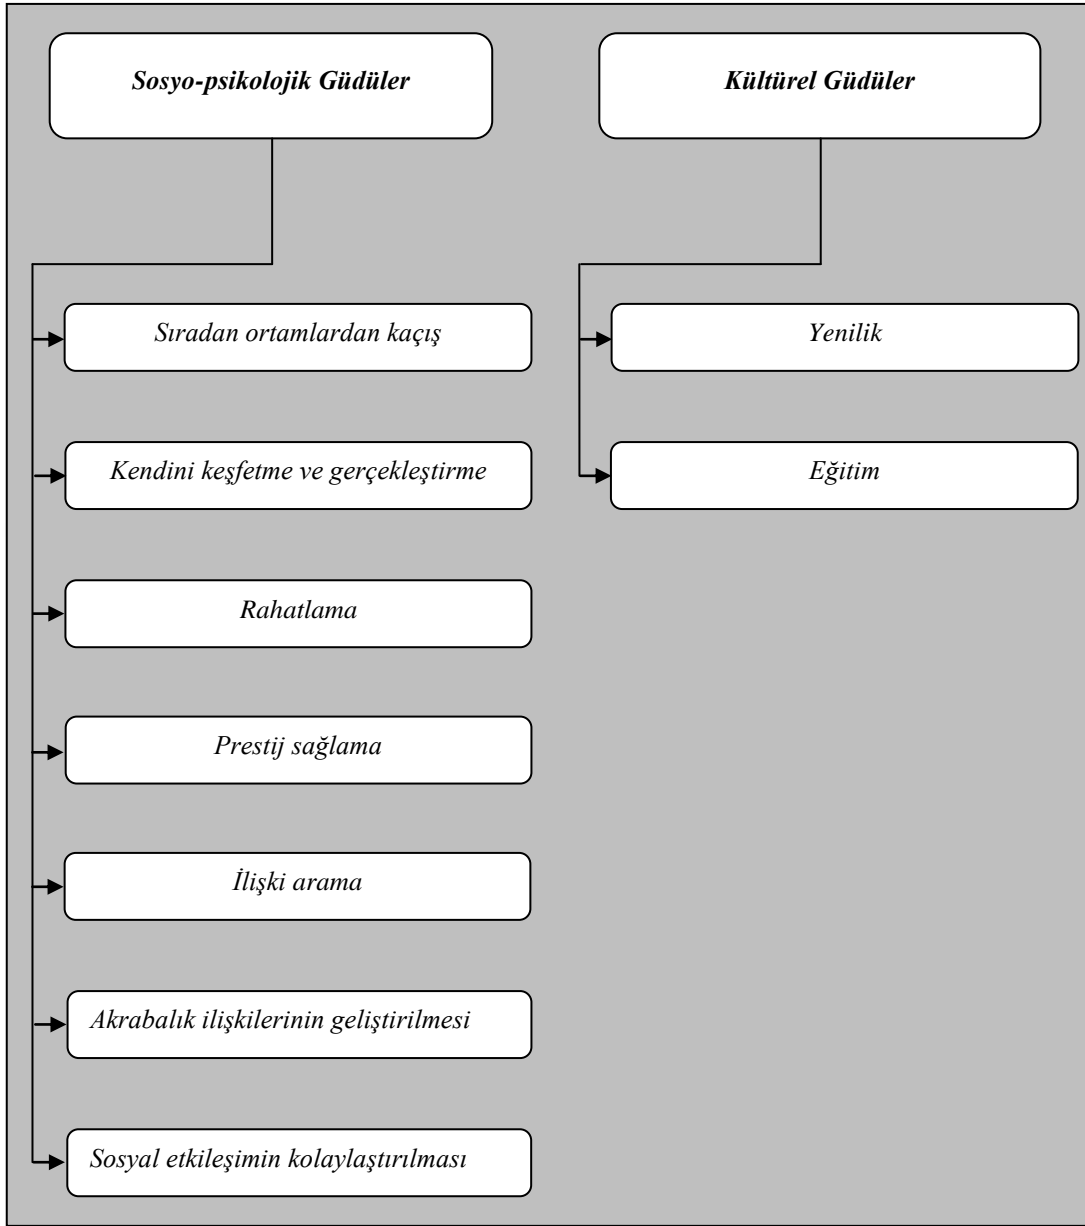 Sosyo-psikolojik Güdüler
Sıradan ortamlardan kaçış
Kendini keşfetme ve gerçekleştirme
Rahatlama
Prestij sağlama
İlişki arama
Akrabalık ilişkilerinin geliştirilmesi
Sosyal etkileşimin kolaylaştırılması
Kültürel Güdüler
Yenilik
Eğitim